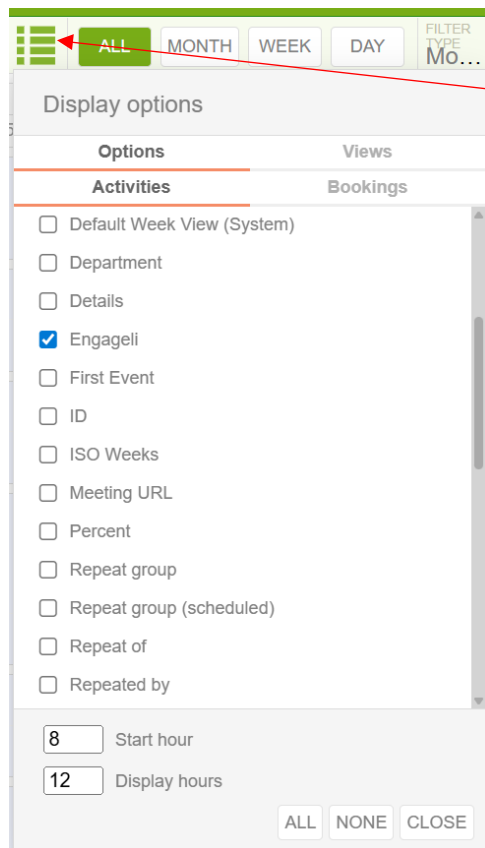 ALL MONTH WEEK DAY FILTER
TYPE
Mo...
Display options
Options Views
Activities Bookings
Default Week View (System)
Department
Details
Engageli
First Event
ID
ISO Weeks
Meeting URL
Percent
Repeat group
Repeat group (scheduled)
Repeat of
Repeated by
8 Start hour
12 Display hours
ALL NONE CLOSE